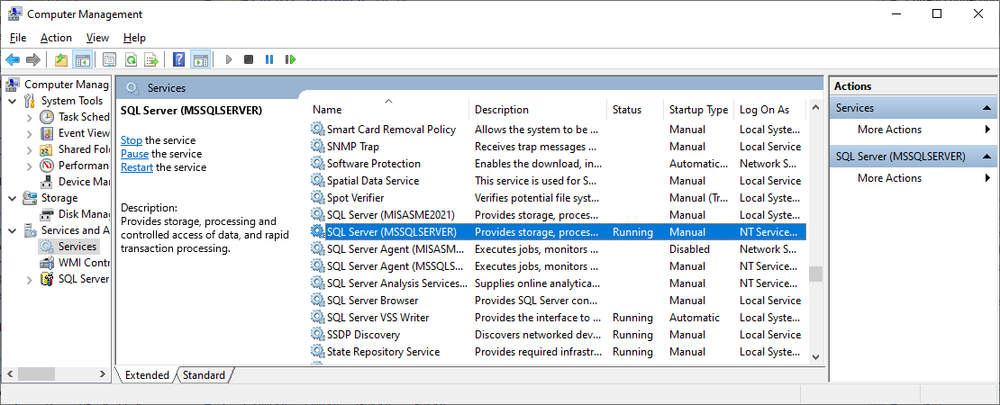 Computer Management
File Action View Help
Computer Manag
System Tools
Task Sched
Event View
Shared Fol
Performan
Device Mar
Storage
Disk Manag
Services and A
Services
WMI Contr
SQL Server
Services
SQL Server (MSSQLSERVER)
Stop the service
Pause the service
Restart the service
Description:
Provides storage, processing and
controlled access of data, and rapid
transaction processing.
Name Description Status Startup Type Log On As
Smart Card Removal Policy Allows the system to be ... Manual Local Syste...
SNMP Trap Receives trap messages ... Manual Local Service
Software Protection Enables the download, in... Automatic... Network S...
Spatial Data Service This service is used for S... Manual Local Service
Spot Verifier Verifies potential file syst... Manual (Tr... Local Syste...
SQL Server (MISASME2021) Provides storage, proces... Manual Local Syste...
SQL Server (MSSQLSERVER) Provides storage, proces... Running Manual NT Service...
SQL Server Agent (MISASM... Executes jobs, monitors ... Disabled Network S...
SQL Server Agent (MSSQLS... Executes jobs, monitors ... Manual NT Service...
SQL Server Analysis Services... Supplies online analytica... Manual NT Service...
SQL Server Browser Provides SQL Server con... Manual Local Service
SQL Server VSS Writer Provides the interface to ... Running Automatic Local Syste...
SSDP Discovery Discovers networked dev... Running Manual Local Service
State Repository Service Provides required infrastr... Running Manual Local Syste...
Extended Standard
Actions
Services
More Actions
SQL Server (MSSQLSERVER)
More Actions